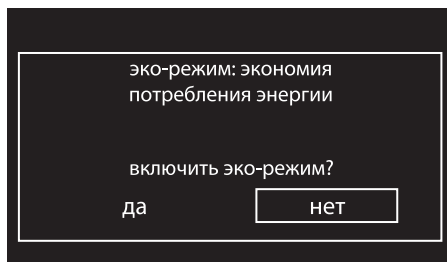 эко-режим: экономия
потребления энергии
включить эко-режим?
да нет